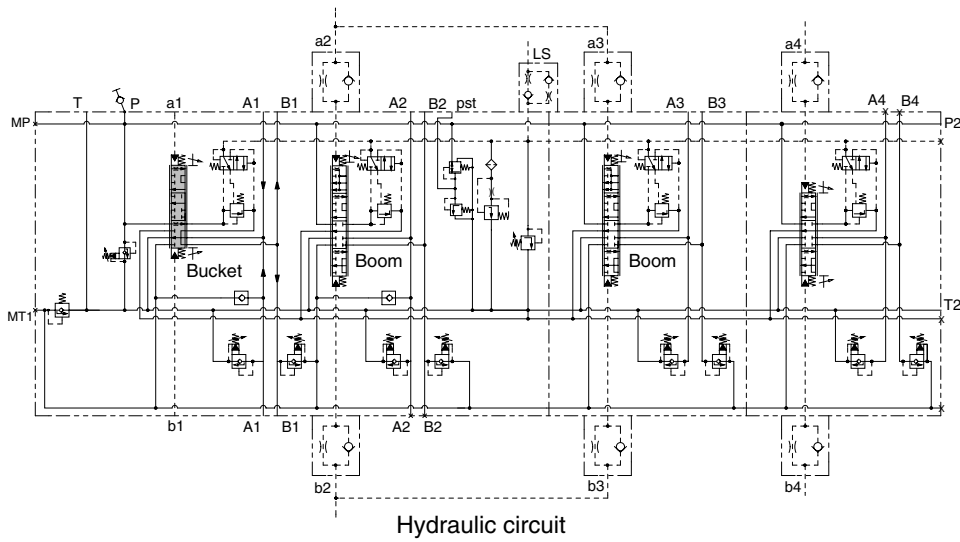 a2 a3 a4
LS
T P a1 A1 B1 A2 B2 pst A3 B3 A4 B4
MP P2
Bucket Boom Boom
MT1 T2
b1 A1 B1 A2 B2
b2 b3 b4
Hydraulic circuit